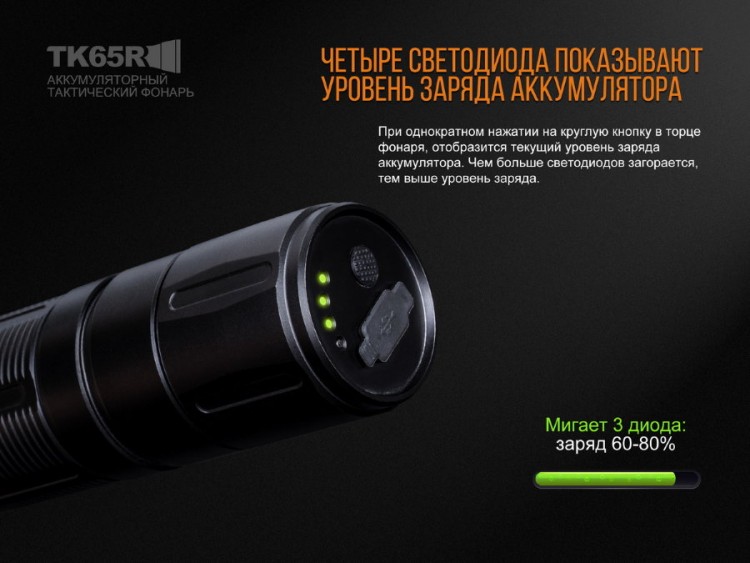 TK65R
АККУМУЛЯТОРНЫЙ
ТАКТИЧЕСКИЙ ФОНАРЬ
ЧЕТЫРЕ СВЕТОДИОДА ПОКАЗЫВАЮТ
УРОВЕНЬ ЗАРЯДА АККУМУЛЯТОРА
При однократном нажатии на круглую кнопку в торце
фонаря, отобразится текущий уровень заряда
аккумулятора. Чем больше светодиодов загорается,
тем выше уровень заряда.
Мигает 3 диода:
заряд 60-80%